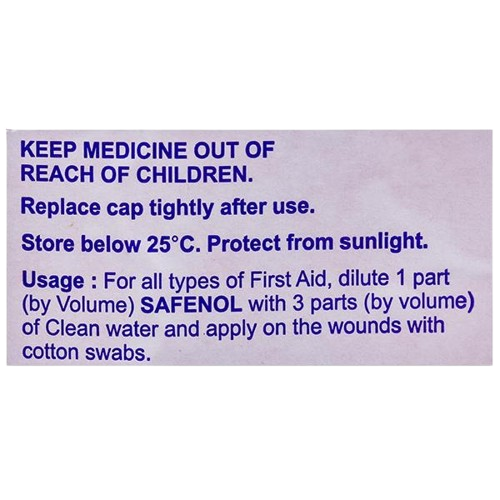 KEEP MEDICINE OUT OF
REACH OF CHILDREN.
Replace cap tightly after use.
Store below 25°C. Protect from sunlight.
Usage : For all types of First Aid, dilute 1 part
(by Volume) SAFENOL with 3 parts (by volume)
of Clean water and apply on the wounds with
cotton swabs.